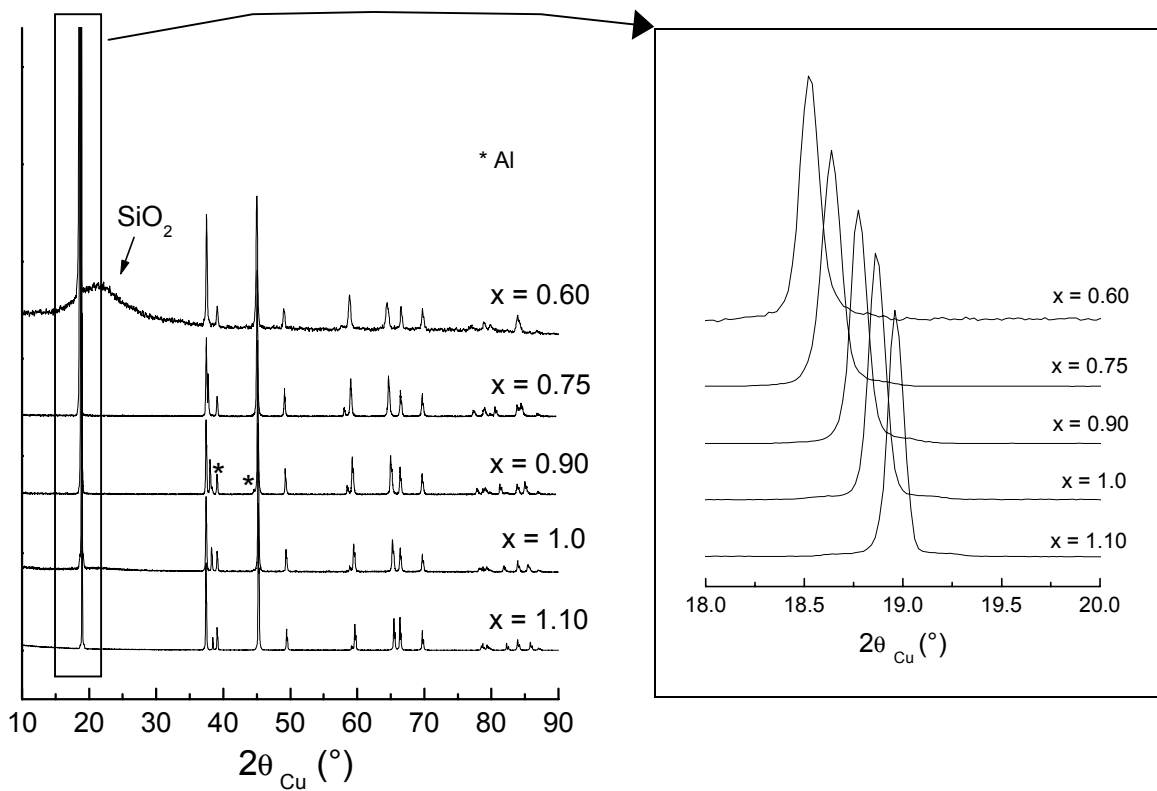 * Al
SiO2
x = 0.60
x = 0.75
*
*
x = 0.90
x = 1.0
x = 1.10
10 20 30 40 50 60 70 80 90
2θ Cu (°)
x = 0.60
x = 0.75
x = 0.90
x = 1.0
x = 1.10
18.0 18.5 19.0 19.5 20.0
2θ Cu (°)